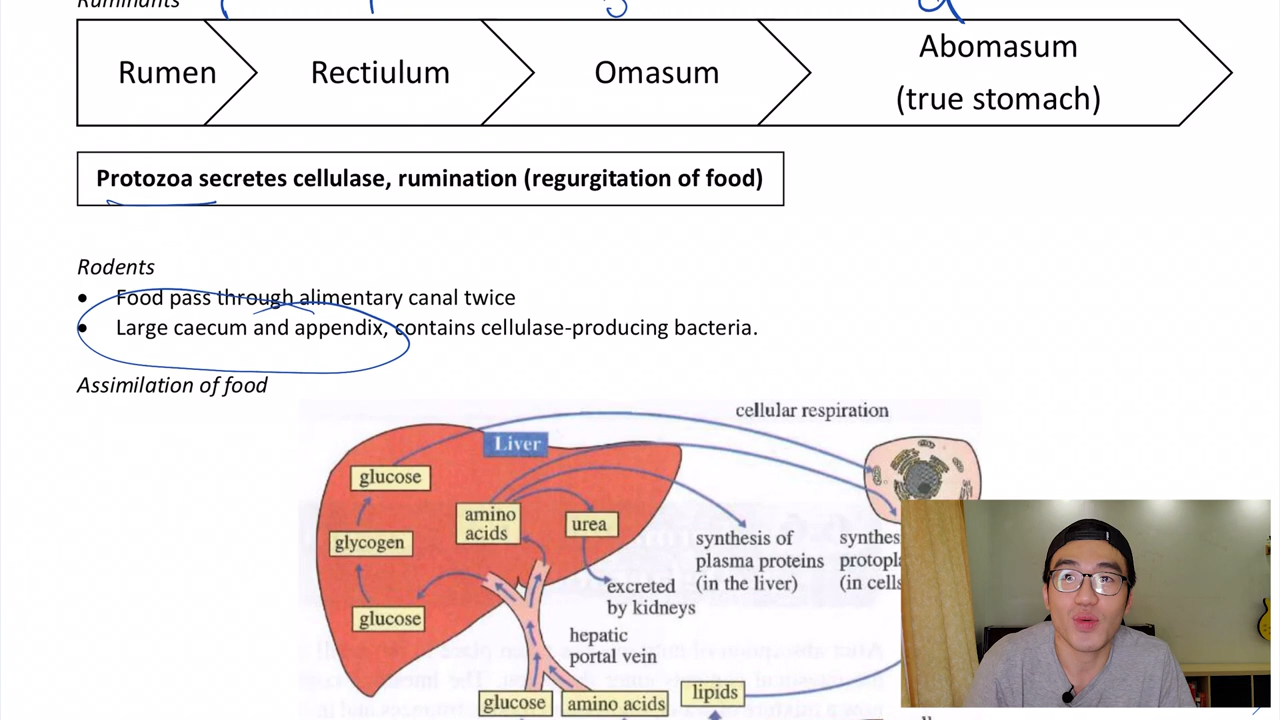 Ruminants
Rumen
Rectiulum
Omasum
Abomasum
(true stomach)
Protozoa secretes cellulase, rumination (regurgitation of food)
Rodents
• Food pass through alimentary canal twice
• Large caecum and appendix, contains cellulase-producing bacteria.
Assimilation of food
cellular respiration
Liver
glucose
amino
acids
urea
glycogen
synthesis of
plasma proteins
(in the liver)
(in cells
glucose
excreted
by kidneys
hepatic
portal vein
glucose
amino acids
lipids